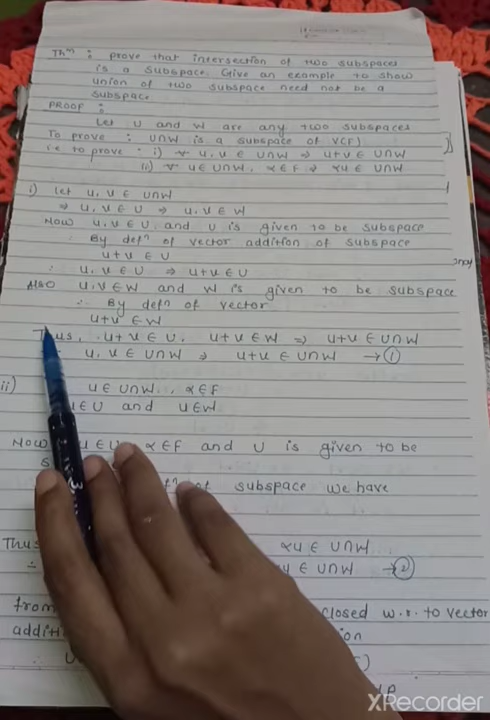 Thm : prove that intersection of two subspaces
is a subspace. Give an example to show
union of two subspace need not be a
subspace
PROOF :
Let U and W are any two subspaces
To prove : U∩W is a subspace of V(F)
i.e to prove : i) ∀ u, v ∈ U∩W ⇒ u+v ∈ U∩W
ii) ∀ u ∈ U∩W, α∈F ⇒ αu ∈ U∩W
i) Let u, v ∈ U∩W
⇒ u, v ∈ U ⇒ u, v ∈ W
Now u, v ∈ U and U is given to be subspace
∴ By defn of vector addition of subspace
u+v ∈ U
∴ u, v ∈ U ⇒ u+v ∈ U
Also u, v ∈ W and W is given to be subspace
∴ By defn of vector
u+v ∈ W
Thus, u+v ∈ U, u+v ∈ W ⇒ u+v ∈ U∩W
u, v ∈ U∩W ⇒ u+v ∈ U∩W → ①
ii) u ∈ U∩W, α∈F
u∈U and u∈W
Now u∈U, α∈F and U is given to be
of subspace we have
Thus αu ∈ U∩W
∴ u ∈ U∩W → ②
from closed w.r. to vector
XRecorder